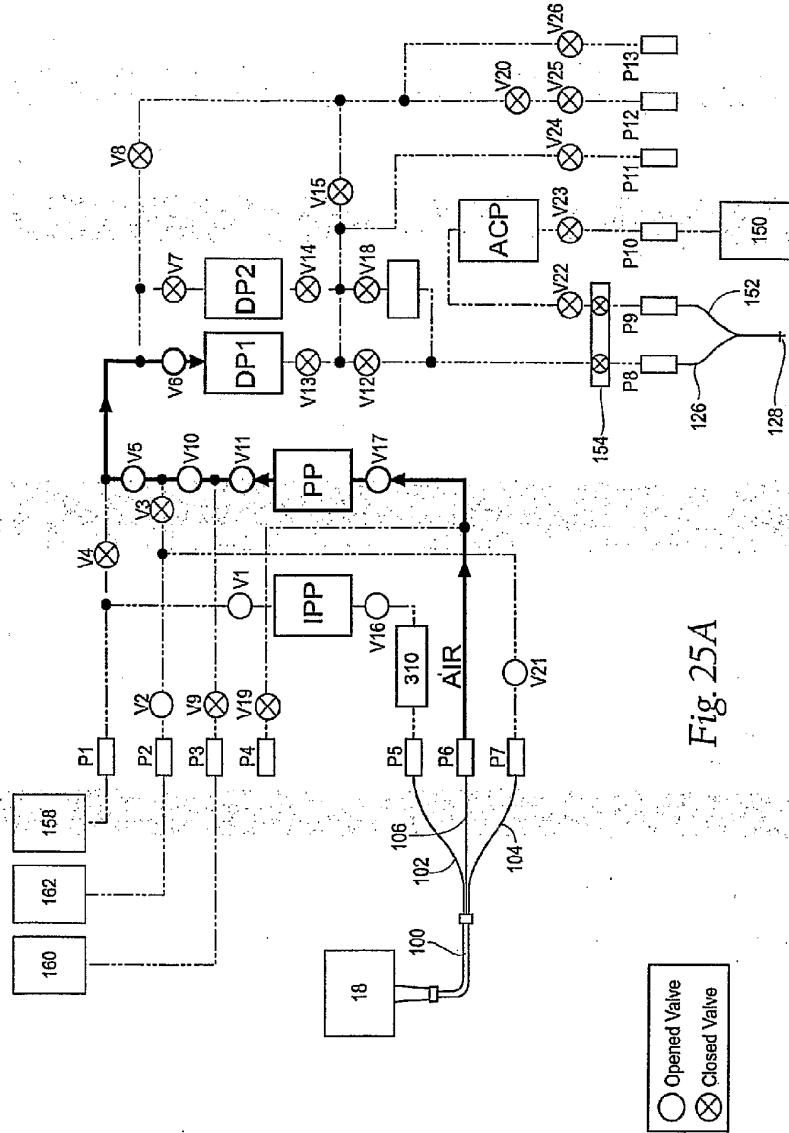 158
162
160
P1
P2
P3
P4
V2
V9
V19
V4
V3
V1
IPP
V16
310
V5
V10
V11
PP
V17
V6
V7
V8
DP1
DP2
V13
V14
V12
V18
V15
V20
V24
V25
V26
P11
P12
P13
ACP
V22
V23
154
P8
P9
P10
150
126
152
128
AIR
P5
P6
P7
V21
102
106
104
100
18
Fig. 25A
Opened Valve
Closed Valve